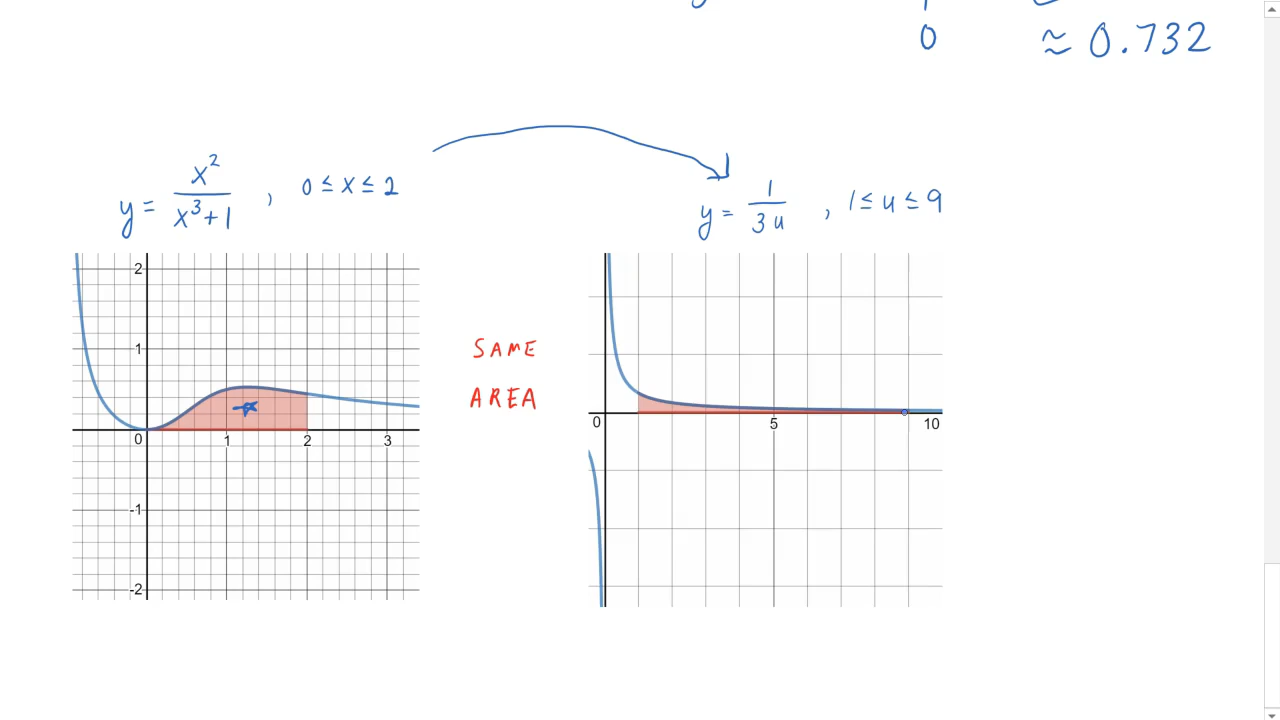 0 ≈ 0.732
y = x²/(x³+1) , 0 ≤ x ≤ 2
y = 1/(3u) , 1 ≤ u ≤ 9
2
1
0 1 2 3
-1
-2
SAME
AREA
0 5 10